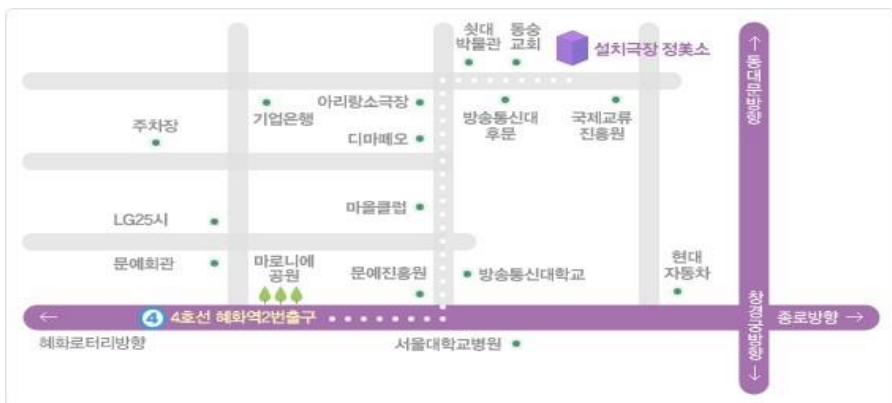 쇳대
박물관
동숭
교회
설치극장 정美소
↑동대문방향
아리랑소극장
기업은행
방송통신대
후문
국제교류
진흥원
주차장
디마떼오
마울클럽
LG25시
문예회관
마로니에
공원
문예진흥원
방송통신대학교
현대
자동차
← ④ 4호선 혜화역2번출구
창경궁방향↓
종로방향 →
혜화로터리방향
서울대학교병원